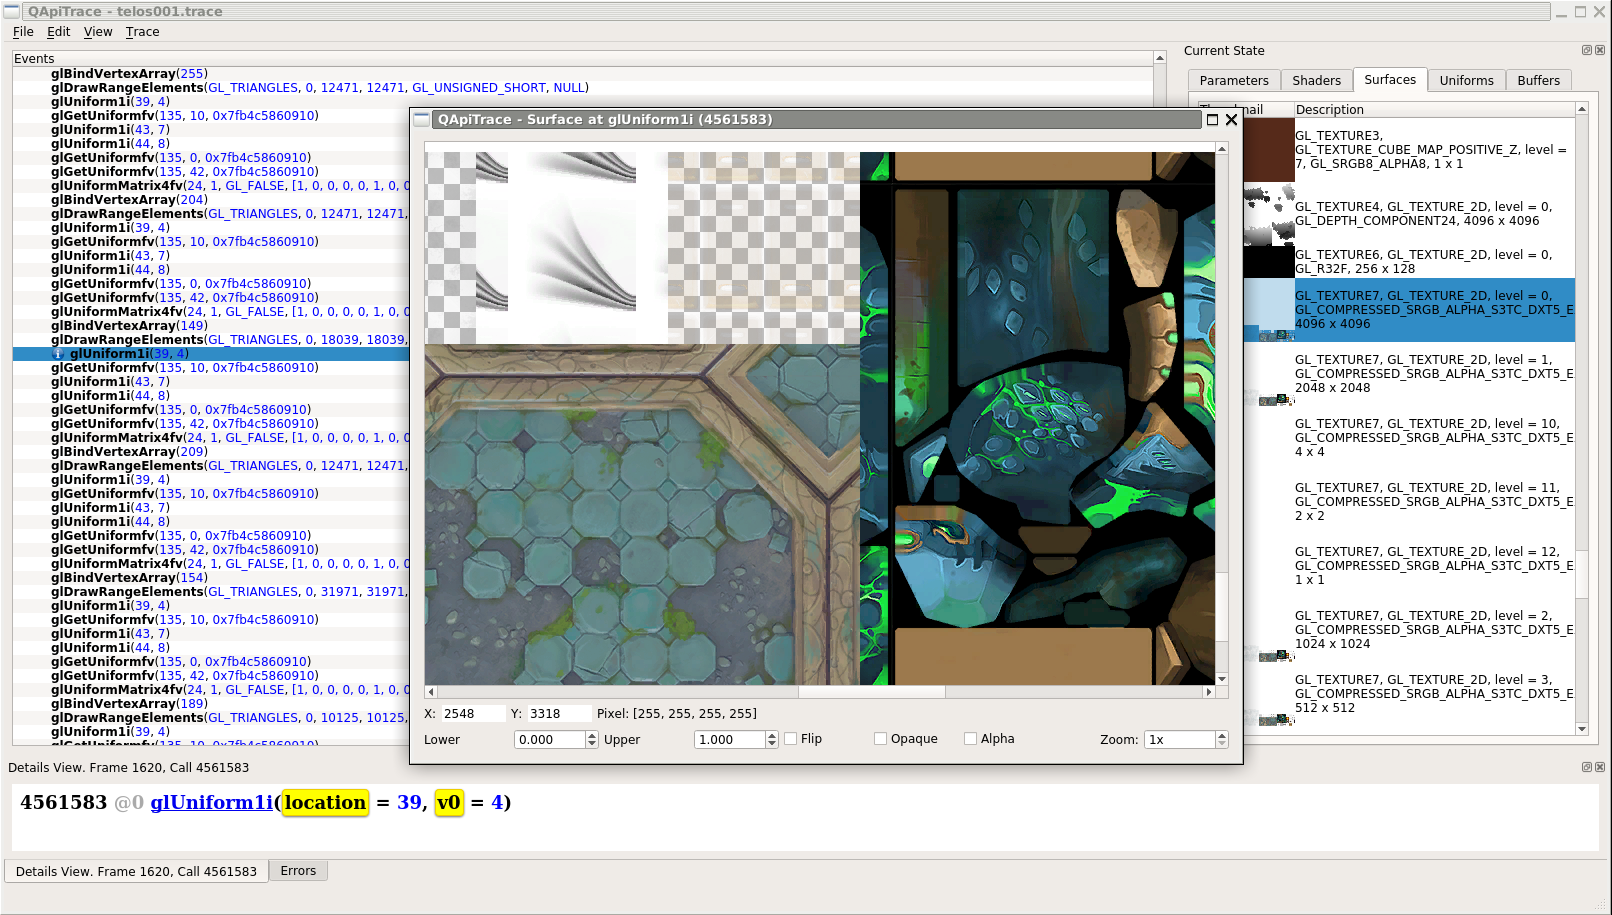 QApiTrace - telos001.trace
File Edit View Trace
Events
glBindVertexArray(255)
glDrawRangeElements(GL_TRIANGLES, 0, 12471, 12471, GL_UNSIGNED_SHORT, NULL)
glUniform1i(39, 4)
glGetUniformfv(135, 10, 0x7fb4c5860910)
glUniform1i(43, 7)
glUniform1i(44, 8)
glGetUniformfv(135, 0, 0x7fb4c5860910)
glGetUniformfv(135, 42, 0x7fb4c5860910)
glUniformMatrix4fv(24, 1, GL_FALSE, [1, 0, 0, 0, 0, 1, 0, 0
glBindVertexArray(204)
glDrawRangeElements(GL_TRIANGLES, 0, 12471, 12471,
glUniform1i(39, 4)
glGetUniformfv(135, 10, 0x7fb4c5860910)
glUniform1i(43, 7)
glUniform1i(44, 8)
glGetUniformfv(135, 0, 0x7fb4c5860910)
glGetUniformfv(135, 42, 0x7fb4c5860910)
glUniformMatrix4fv(24, 1, GL_FALSE, [1, 0, 0, 0, 0, 1, 0, 0
glBindVertexArray(149)
glDrawRangeElements(GL_TRIANGLES, 0, 18039, 18039,
glUniform1i(39, 4)
glGetUniformfv(135, 10, 0x7fb4c5860910)
glUniform1i(43, 7)
glUniform1i(44, 8)
glGetUniformfv(135, 0, 0x7fb4c5860910)
glGetUniformfv(135, 42, 0x7fb4c5860910)
glUniformMatrix4fv(24, 1, GL_FALSE, [1, 0, 0, 0, 0, 1, 0, 0
glBindVertexArray(209)
glDrawRangeElements(GL_TRIANGLES, 0, 12471, 12471,
glUniform1i(39, 4)
glGetUniformfv(135, 10, 0x7fb4c5860910)
glUniform1i(43, 7)
glUniform1i(44, 8)
glGetUniformfv(135, 0, 0x7fb4c5860910)
glGetUniformfv(135, 42, 0x7fb4c5860910)
glUniformMatrix4fv(24, 1, GL_FALSE, [1, 0, 0, 0, 0, 1, 0, 0
glBindVertexArray(154)
glDrawRangeElements(GL_TRIANGLES, 0, 31971, 31971,
glUniform1i(39, 4)
glGetUniformfv(135, 10, 0x7fb4c5860910)
glUniform1i(43, 7)
glUniform1i(44, 8)
glGetUniformfv(135, 0, 0x7fb4c5860910)
glGetUniformfv(135, 42, 0x7fb4c5860910)
glUniformMatrix4fv(24, 1, GL_FALSE, [1, 0, 0, 0, 0, 1, 0, 0
glBindVertexArray(189)
glDrawRangeElements(GL_TRIANGLES, 0, 10125, 10125,
glUniform1i(39, 4)
glGetUniformfv(135, 10, 0x7fb4c5860910)
QApiTrace - Surface at glUniform1i (4561583)
X: 2548 Y: 3318 Pixel: [255, 255, 255, 255]
Lower 0.000 Upper 1.000 Flip Opaque Alpha Zoom: 1x
Current State
Parameters Shaders Surfaces Uniforms Buffers
Description
GL_TEXTURE3,
GL_TEXTURE_CUBE_MAP_POSITIVE_Z, level =
7, GL_SRGB8_ALPHA8, 1 x 1
GL_TEXTURE4, GL_TEXTURE_2D, level = 0,
GL_DEPTH_COMPONENT24, 4096 x 4096
GL_TEXTURE6, GL_TEXTURE_2D, level = 0,
GL_R32F, 256 x 128
GL_TEXTURE7, GL_TEXTURE_2D, level = 0,
GL_COMPRESSED_SRGB_ALPHA_S3TC_DXT5_E
4096 x 4096
GL_TEXTURE7, GL_TEXTURE_2D, level = 1,
GL_COMPRESSED_SRGB_ALPHA_S3TC_DXT5_E
2048 x 2048
GL_TEXTURE7, GL_TEXTURE_2D, level = 10,
GL_COMPRESSED_SRGB_ALPHA_S3TC_DXT5_E
4 x 4
GL_TEXTURE7, GL_TEXTURE_2D, level = 11,
GL_COMPRESSED_SRGB_ALPHA_S3TC_DXT5_E
2 x 2
GL_TEXTURE7, GL_TEXTURE_2D, level = 12,
GL_COMPRESSED_SRGB_ALPHA_S3TC_DXT5_E
1 x 1
GL_TEXTURE7, GL_TEXTURE_2D, level = 2,
GL_COMPRESSED_SRGB_ALPHA_S3TC_DXT5_E
1024 x 1024
GL_TEXTURE7, GL_TEXTURE_2D, level = 3,
GL_COMPRESSED_SRGB_ALPHA_S3TC_DXT5_E
512 x 512
Details View. Frame 1620, Call 4561583
4561583 @0 glUniform1i(location = 39, v0 = 4)
Details View. Frame 1620, Call 4561583 Errors